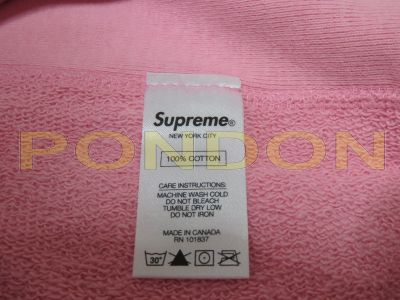 Supreme®
NEW YORK CITY
100% COTTON
PONDON
CARE INSTRUCTIONS:
MACHINE WASH COLD
DO NOT BLEACH
TUMBLE DRY LOW
DO NOT IRON
MADE IN CANADA
RN 101837
30°